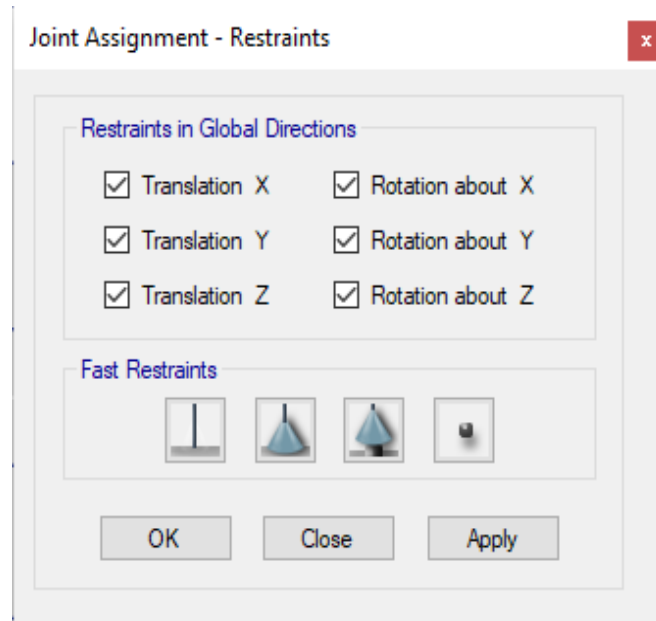 Joint Assignment - Restraints
x
Restraints in Global Directions
Translation X
Rotation about X
Translation Y
Rotation about Y
Translation Z
Rotation about Z
Fast Restraints
OK
Close
Apply